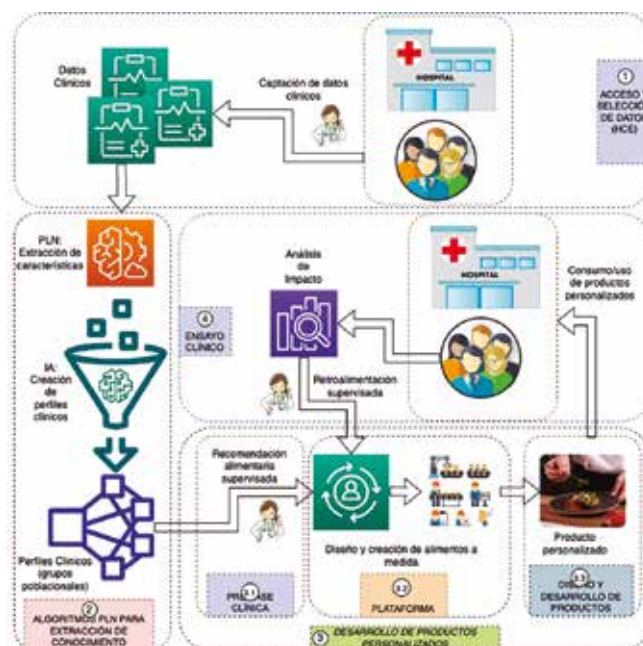 Datos
Clínicos
Captación de datos
clínicos
HOSPITAL
1
ACCESO
SELECCIÓ
DE DATO
(HCE)
PLN:
Extracción de
características
IA:
Creación
de
perfiles
clínicos
Perfiles Clínicos (grupos
poblacionales)
2
ALGORITMOS PLN PARA
EXTRACCIÓN DE
CONOCIMIENTO
Análisis
de
Impacto
HOSPITAL
Consumo/uso
de productos
personalizados
4
ENSAYO
CLÍNICO
Retroalimentación
supervisada
Recomendación
alimentaria
supervisada
Diseño y creación de alimentos a
medida
Producto
personalizado
3.1
CLÍNICA
3.2
PLATAFORMA
3.3
DISEÑO Y
DESARROLLO DE
PRODUCTOS
3
DESARROLLO DE PRODUCTOS
PERSONALIZADOS